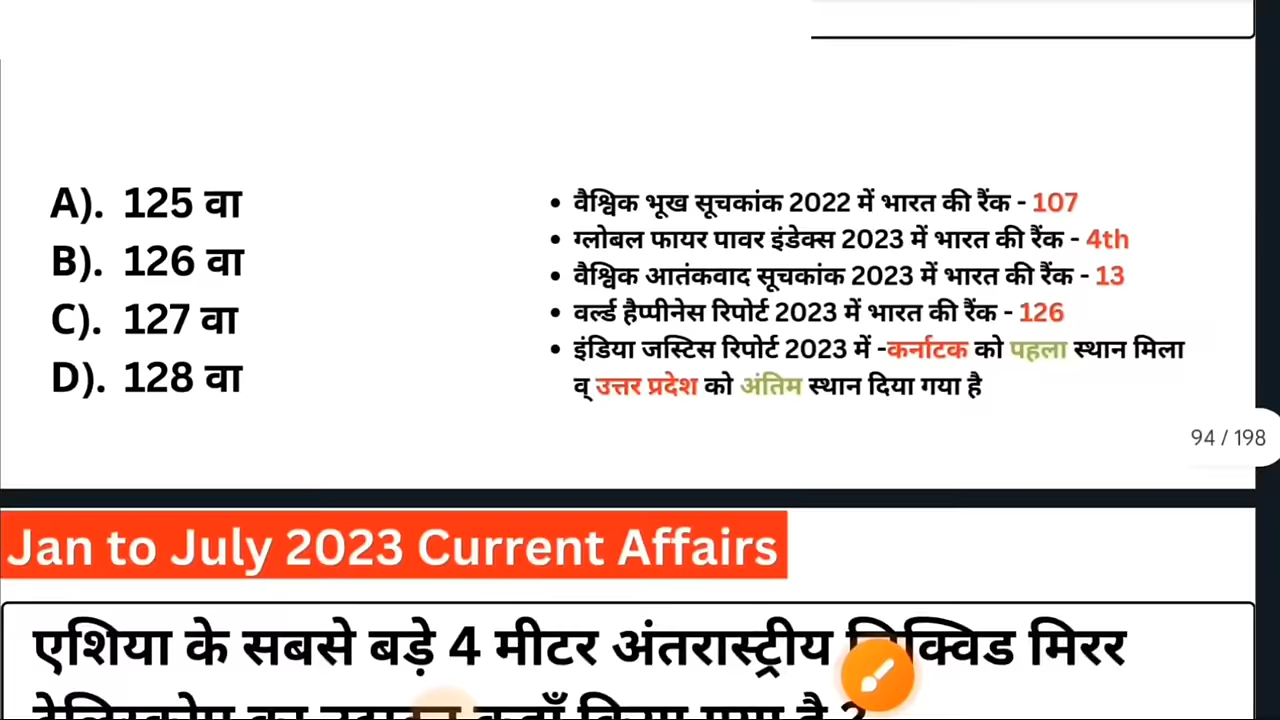 A). 125 वा
B). 126 वा
C). 127 वा
D). 128 वा
• वैश्विक भूख सूचकांक 2022 में भारत की रैंक - 107
• ग्लोबल फायर पावर इंडेक्स 2023 में भारत की रैंक - 4th
• वैश्विक आतंकवाद सूचकांक 2023 में भारत की रैंक - 13
• वर्ल्ड हैप्पीनेस रिपोर्ट 2023 में भारत की रैंक - 126
• इंडिया जस्टिस रिपोर्ट 2023 में -कर्नाटक को पहला स्थान मिला
व् उत्तर प्रदेश को अंतिम स्थान दिया गया है
94 / 198
Jan to July 2023 Current Affairs
एशिया के सबसे बड़े 4 मीटर अंतरास्ट्रीय मिरर